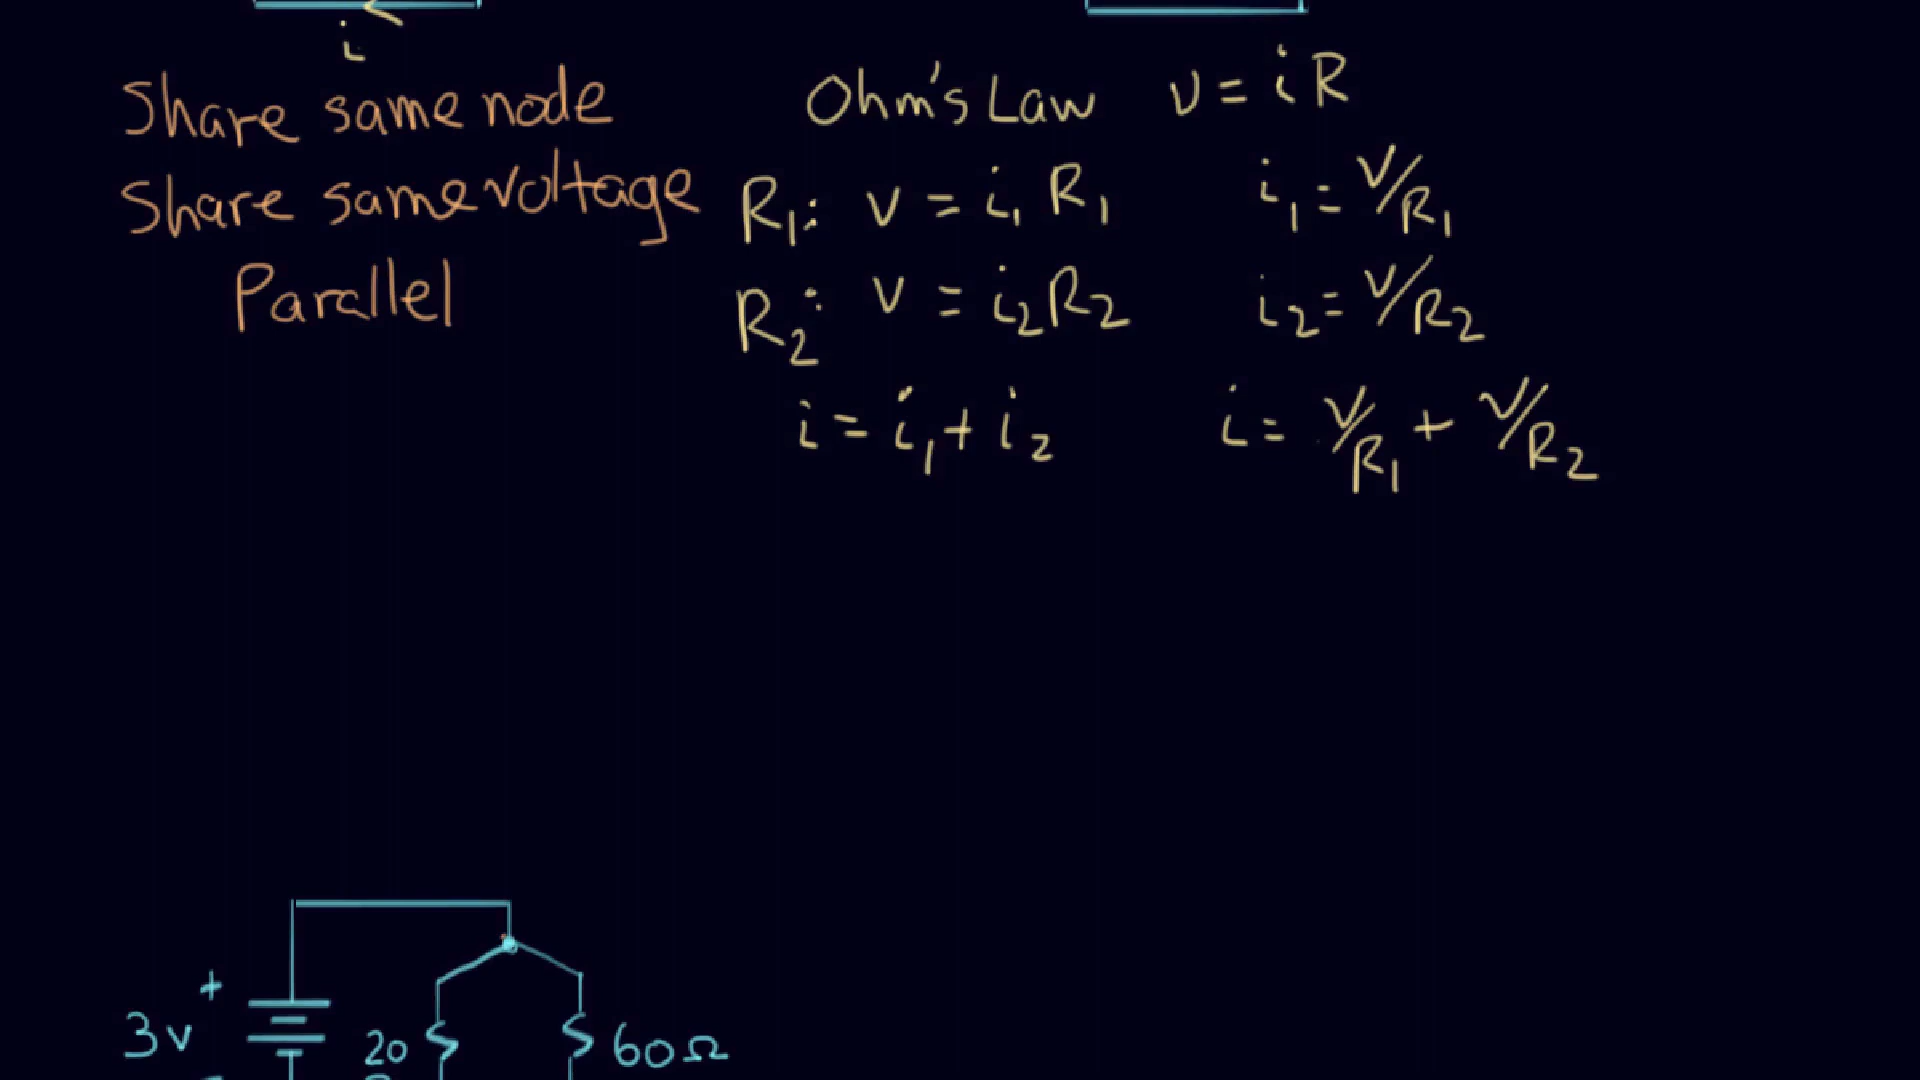 i
Share same node
Share same voltage
Parallel
Ohm's Law v = iR
R₁: v = i₁ R₁ i₁ = v/R₁
R₂: v = i₂R₂ i₂ = v/R₂
i = i₁ + i₂ i = v/R₁ + v/R₂
+
3v
20
60Ω